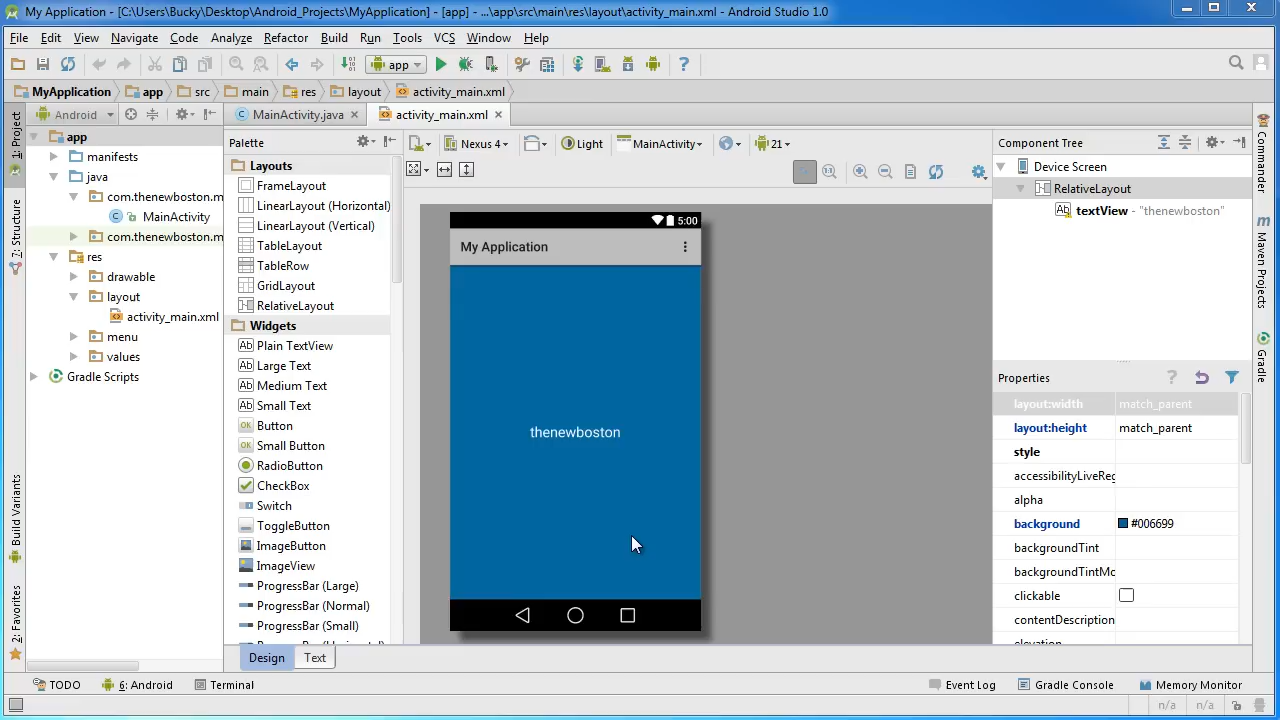 My Application - [C:\Users\Bucky\Desktop\Android_Projects\MyApplication] - [app] - ...\app\src\main\res\layout\activity_main.xml - Android Studio 1.0
File Edit View Navigate Code Analyze Refactor Build Run Tools VCS Window Help
app
MyApplication app src main res layout activity_main.xml
Android
MainActivity.java
activity_main.xml
1: Project
7: Structure
Build Variants
2: Favorites
app
manifests
java
com.thenewboston.m
MainActivity
com.thenewboston.m
res
drawable
layout
activity_main.xml
menu
values
Gradle Scripts
Palette
Layouts
FrameLayout
LinearLayout (Horizontal)
LinearLayout (Vertical)
TableLayout
TableRow
GridLayout
RelativeLayout
Widgets
Plain TextView
Large Text
Medium Text
Small Text
Button
Small Button
RadioButton
CheckBox
Switch
ToggleButton
ImageButton
ImageView
ProgressBar (Large)
ProgressBar (Normal)
ProgressBar (Small)
Design Text
Nexus 4 Light MainActivity 21
5:00
My Application
thenewboston
Component Tree
Device Screen
RelativeLayout
textView - "thenewboston"
Properties
layout:width match_parent
layout:height match_parent
style
accessibilityLiveReg
alpha
background #006699
backgroundTint
backgroundTintMo
clickable
contentDescription
elevation
Commander
Maven Projects
Gradle
TODO 6: Android Terminal Event Log Gradle Console Memory Monitor
n/a n/a